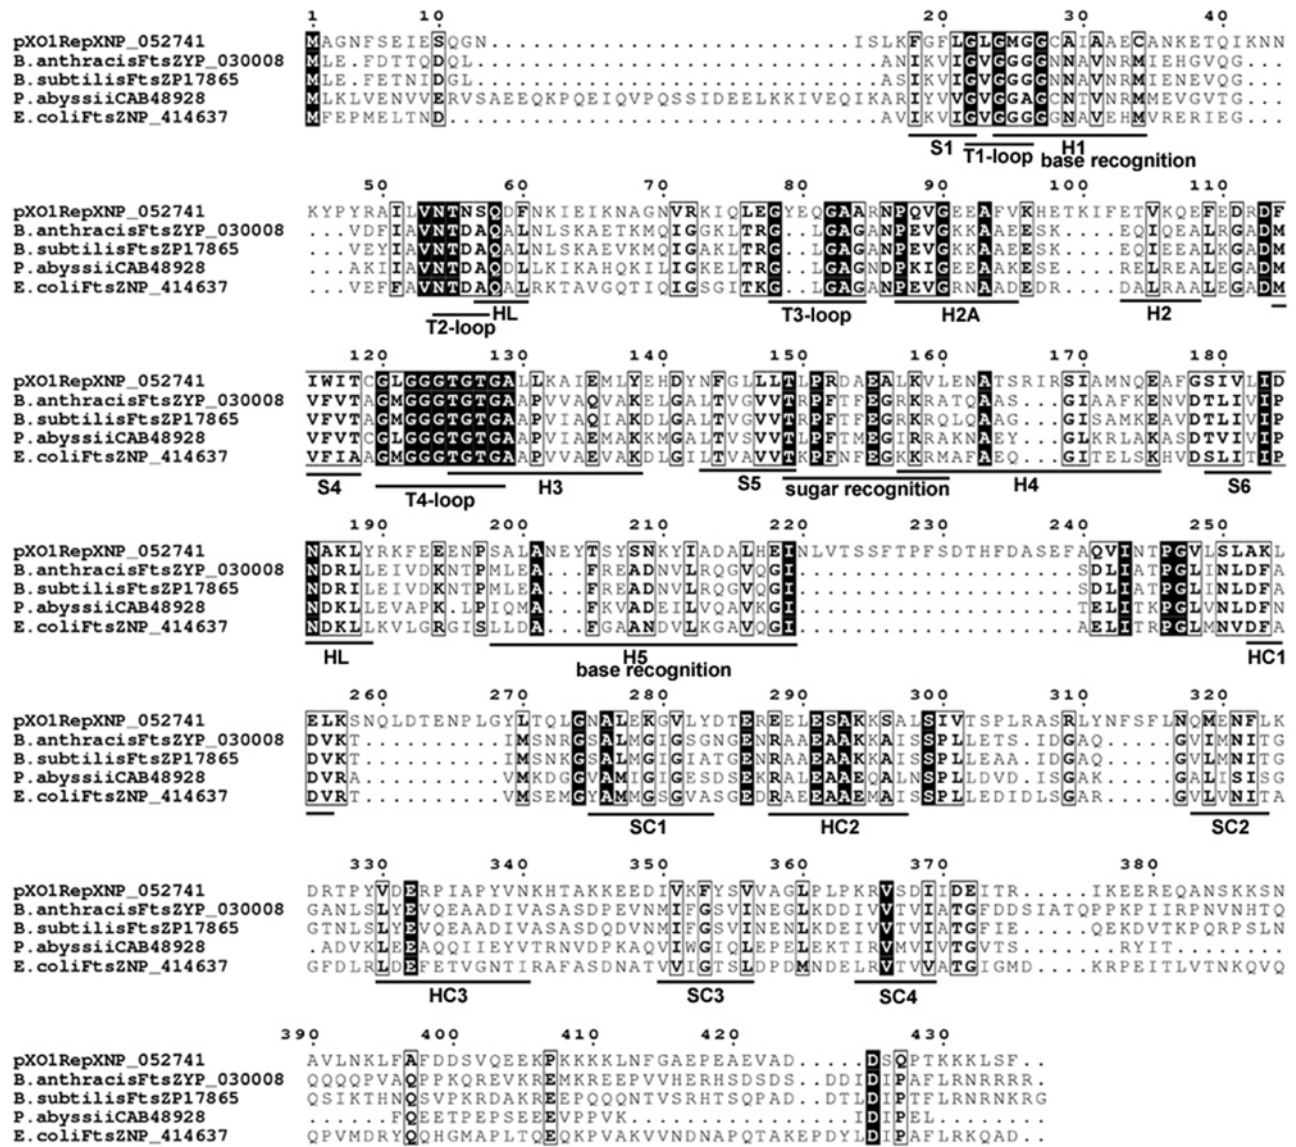 1 10 20 30 40
pXO1RepXNP_052741 MAGNFSEIESQGN..........................ISLKFGFLGLGMGGCAIAAECANKETQIKNN
B.anthracisFtsZYP_030008 MLE.FDTTQDQL...........................ANIKVIGVGGGGNNAVNRMIEHGVQG...
B.subtilisFtsZP17865 MLE.FETNIDGL...........................ASIKVIGVGGGGNNAVNRMIENEVQG...
P.abyssiiCAB48928 MLKLVENVVERVSAEEQKPQEIQVPQSSIDEELKKIVEQIKARIYVVGVGGAGCNTVNRMMEVGVTG...
E.coliFtsZNP_414637 MFEPMELTND.............................AVIKVIGVGGGGGNAVEHMVRERIEG...
S1 T1-loop H1
base recognition
50 60 70 80 90 100 110
pXO1RepXNP_052741 KYPYRAILVNTNSQDFNKIEIKNAGNVRKIQLEGYEQGAARNPQVGEEAFVKHETKIFETVKQEFEDRDF
B.anthracisFtsZYP_030008 ...VDFIAVNTDAQALNLSKAEVKMQIGGKLTRG..LGAGANPEVGKKAAEESK....EQIQEALRGADM
B.subtilisFtsZP17865 ...VEYIAVNTDAQALNLSKAEVKMQIGAKLTRG..LGAGANPEVGKKAAEESK....EQIEEALKGADM
P.abyssiiCAB48928 ...AKIIAVNTDAQDLLKIKAHQKILIGKELTRG..LGAGNDPKIGEEAAKESE....RELREALEGADM
E.coliFtsZNP_414637 ...VEFFAVNTDAQALRKTAVGQTIQIGSGITKG..LGAGANPEVGRNAADEDR....DALRAALEGADM
T2-loop HL T3-loop H2A H2
120 130 140 150 160 170 180
pXO1RepXNP_052741 IWITCGLGGGTGTGALLKAIEMLYEHDYNFGLLLTLPRDAEALKVLENATSRIRSIAMNQEAFGSIVLID
B.anthracisFtsZYP_030008 VFVTAGMGGGTGTGAAPVVAQVAKELGALTVGVVTRPFTFEGRKRATQAAS...GIAAFKENVDTLIVIP
B.subtilisFtsZP17865 VFVTAGMGGGTGTGAAPVIAQIAKDLGALTVGVVTRPFTFEGRKRQLQAAG...GISAMKEAVDTLIVIP
P.abyssiiCAB48928 VFVTCGLGGGTGTGAAPVIAEMAKKMGALTVSVVTLPFTMEGIRRAKNAEY...GLKRLAKASDTVIVIP
E.coliFtsZNP_414637 VFIAAGMGGGTGTGAAPVVAEVAKDLGILTVAVVTKPFNFEGKKRMAFAEQ...GITELSKHVDSLITIP
S4 T4-loop H3 S5 sugar recognition H4 S6
190 200 210 220 230 240 250
pXO1RepXNP_052741 NAKLYRKFEEENPSALANEYTSYSNKYIADALHEINLVTSSFTPFSDTHFDASEFAQVINTPGVLSLAKL
B.anthracisFtsZYP_030008 NDRLLEIVDKNTPMLEA...FREADNVLRQGVQGI....................SDLIATPGLINLDFA
B.subtilisFtsZP17865 NDRILEIVDKNTPMLEA...FREADNVLRQGVQGI....................SDLIATPGLINLDFA
P.abyssiiCAB48928 NDKLLEVAPK.LPIQMA...FKVADEILVQAVKGI....................TELITKPGLVNLDFN
E.coliFtsZNP_414637 NDKLLKVLGRGISLLDA...FGAANDVLKGAVQGI....................AELITRPGLMNVDFA
HL H5 HC1
base recognition
260 270 280 290 300 310 320
pXO1RepXNP_052741 ELKSNQLDTENPLGYLTQLGNALEKGVLYDTEREELESAKKSALSIVTSPLRASRLYNFSFLNQMENFLK
B.anthracisFtsZYP_030008 DVKT...........IMSNRGSALMGIGSGNGENRAAEAAKKAISSPLLETS.IDGAQ.....GVIMNITG
B.subtilisFtsZP17865 DVKT...........IMSNKGSALMGIGIATGENRAAEAAKKAISSPLLEAA.IDGAQ.....GVLMNITG
P.abyssiiCAB48928 DVRA...........VMKDGGVAMIGIGESDSEKRALEAAEQALNSPLLDVD.ISGAK.....GALISISG
E.coliFtsZNP_414637 DVRT...........VMSEMGYAMMGSGVASGEDRAEEAAEMAISSPLLEDIDLSGAR.....GVLVNITA
SC1 HC2 SC2
330 340 350 360 370 380
pXO1RepXNP_052741 DRTPYVDERPIAPYVNKHTAKKEEDIVKFYSVVAGLPLPKRVSDIDEITR.....IKEEREQANSKKSN
B.anthracisFtsZYP_030008 GANLSLYEVQEAADIVASASDPEVNMIFGSVINEGLKDDIVVTVIATGFDDSIATQPPKPIIRPNVNHTQ
B.subtilisFtsZP17865 GTNLSLYEVQEAADIVASASDQDVNMIFGSVINENLKDEIVVTVIATGFIE.....QEKDVTKPQRPSLN
P.abyssiiCAB48928 .ADVKLEEAQQIIEYVTRNVDPKAQVIWGIQLEPELEKTIRVMVIVTGVTS.......RYIT........
E.coliFtsZNP_414637 GFDLRLDEFETVGNTIRAFASDNATVVIGTSLDPDMNDELRVTVVATGIGMD....KRPEITLVTNKQVQ
HC3 SC3 SC4
390 400 410 420 430
pXO1RepXNP_052741 AVLNKLFAFDDSVQEEKPKKKKLNFGAEPEAEVAD.....DSQPTKKKLSF..
B.anthracisFtsZYP_030008 QQQQPVAQPPKQREVKREMKREEPVVHERHSDSDS..DDIDIPAFLRNRRRR.
B.subtilisFtsZP17865 QSIKTHNQSVPKRDAKREEPQQQNTVSRHTSQPAD..DTLDIPTFLRNRNKRG
P.abyssiiCAB48928 ......FQEETPEPSEEEVPPVK.............IDIPEL........
E.coliFtsZNP_414637 QPVMDRYQQHGMAPLTQEQKPVAKVVNDNAPQTAKEPDYLDIPAFLRKQAD..